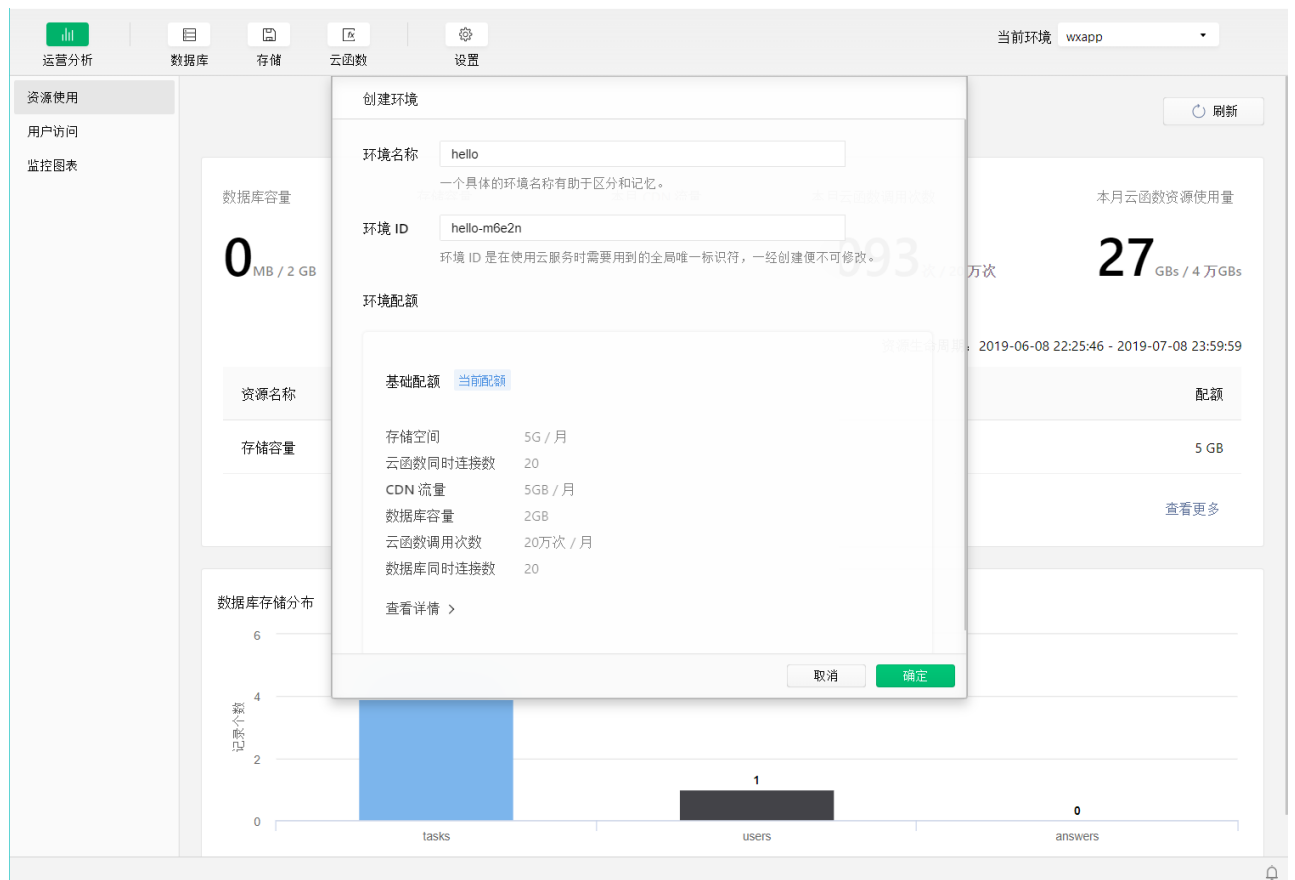 运营分析
数据库
存储
云函数
设置
当前环境 wxapp
资源使用
用户访问
监控图表
创建环境
刷新
环境名称 hello
一个具体的环境名称有助于区分和记忆。
环境 ID hello-m6e2n
环境 ID 是在使用云服务时需要用到的全局唯一标识符，一经创建便不可修改。
环境配额
基础配额 当前配额
存储空间 5G / 月
云函数同时连接数 20
CDN 流量 5GB / 月
数据库容量 2GB
云函数调用次数 20万次 / 月
数据库同时连接数 20
查看详情
取消 确定
数据库容量
0 MB / 2 GB
093
万次
本月云函数资源使用量
27 GBs / 4 万GBs
2019-06-08 22:25:46 - 2019-07-08 23:59:59
资源名称 配额
存储容量 5 GB
查看更多
数据库存储分布
记录个数
6
4
2
0
1
0
tasks
users
answers